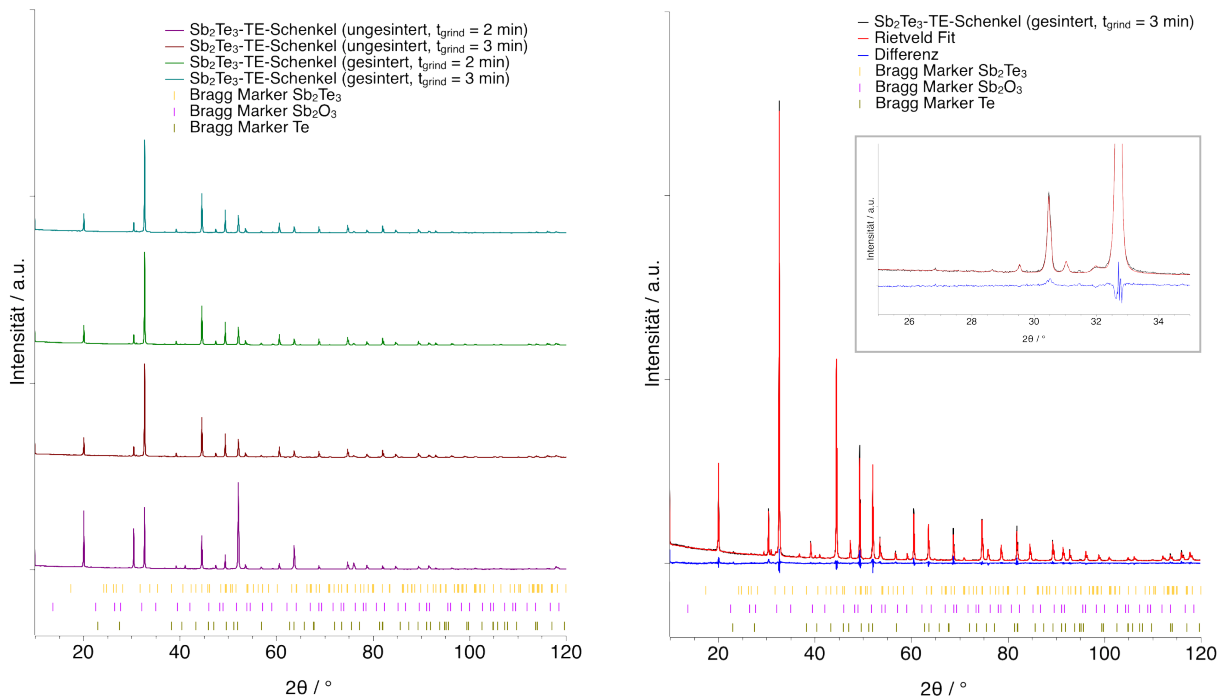 Sb₂Te₃-TE-Schenkel (ungesintert, tgrind = 2 min)
Sb₂Te₃-TE-Schenkel (ungesintert, tgrind = 3 min)
Sb₂Te₃-TE-Schenkel (gesintert, tgrind = 2 min)
Sb₂Te₃-TE-Schenkel (gesintert, tgrind = 3 min)
Bragg Marker Sb₂Te₃
Bragg Marker Sb₂O₃
Bragg Marker Te
Intensität / a.u.
20 40 60 80 100 120
2θ / °
Sb₂Te₃-TE-Schenkel (gesintert, tgrind = 3 min)
Rietveld Fit
Differenz
Bragg Marker Sb₂Te₃
Bragg Marker Sb₂O₃
Bragg Marker Te
Intensität / a.u.
26 28 30 32 34
2θ / °
Intensität / a.u.
20 40 60 80 100 120
2θ / °